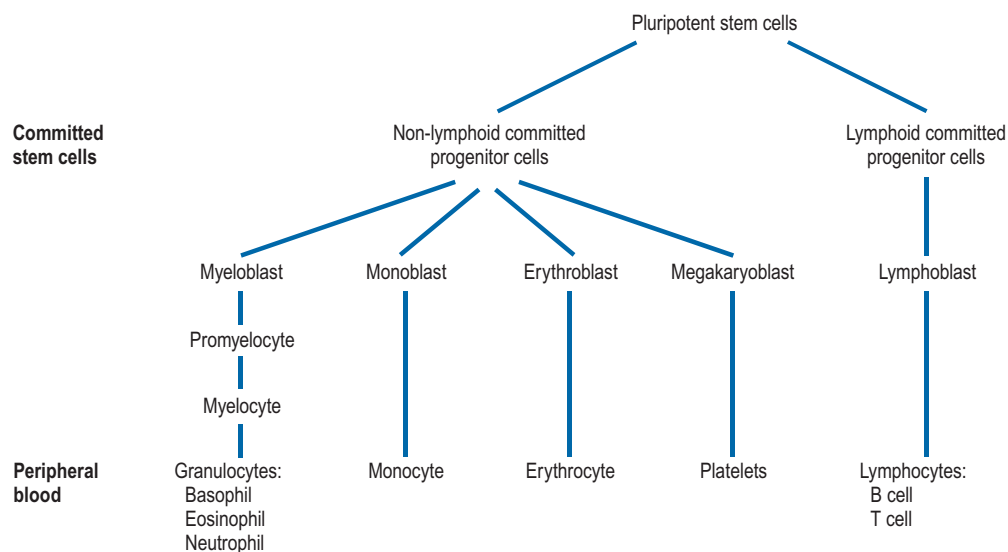 Pluripotent stem cells
Committed
stem cells
Non-lymphoid committed
progenitor cells
Lymphoid committed
progenitor cells
Myeloblast
Monoblast
Erythroblast
Megakaryoblast
Lymphoblast
Promyelocyte
Myelocyte
Peripheral
blood
Granulocytes:
Basophil
Eosinophil
Neutrophil
Monocyte
Erythrocyte
Platelets
Lymphocytes:
B cell
T cell